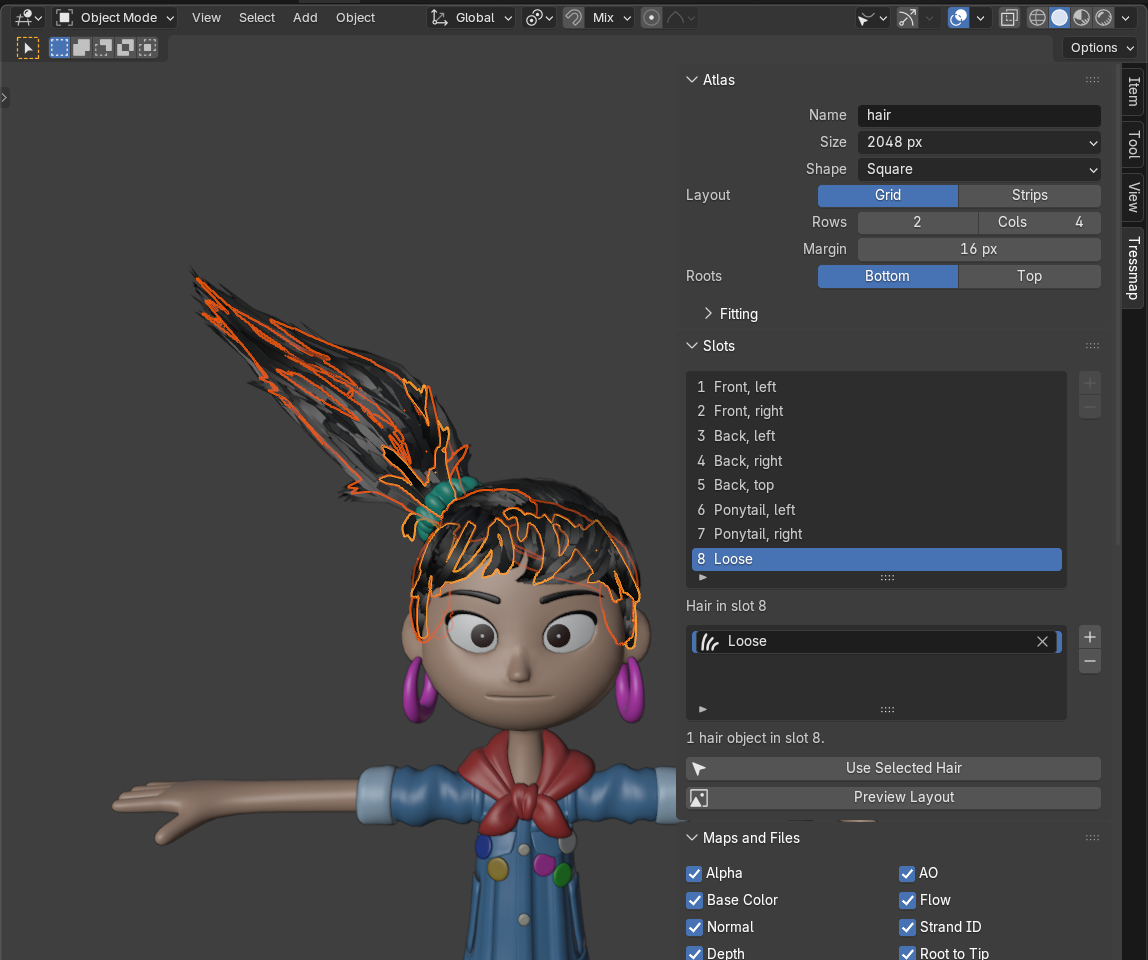 Object Mode View Select Add Object Global Mix
Options
Item
Tool
View
Tressmap
Atlas
Name hair
Size 2048 px
Shape Square
Layout Grid Strips
Rows 2 Cols 4
Margin 16 px
Roots Bottom Top
Fitting
Slots
1 Front, left
2 Front, right
3 Back, left
4 Back, right
5 Back, top
6 Ponytail, left
7 Ponytail, right
8 Loose
Hair in slot 8
Loose
1 hair object in slot 8.
Use Selected Hair
Preview Layout
Maps and Files
Alpha AO
Base Color Flow
Normal Strand ID
Depth Root to Tip